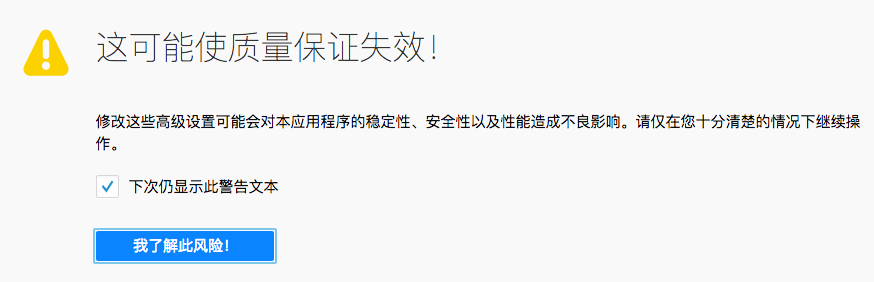 这可能使质量保证失效！
修改这些高级设置可能会对本应用程序的稳定性、安全性以及性能造成不良影响。请仅在您十分清楚的情况下继续操
作。
下次仍显示此警告文本
我了解此风险！